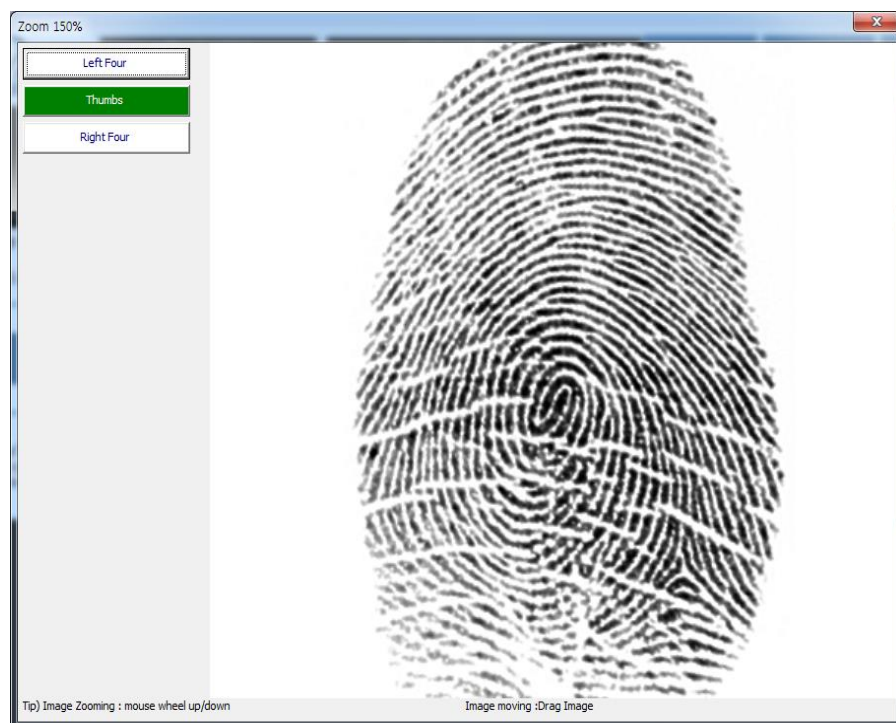 Zoom 150%
Left Four
Thumbs
Right Four
Tip) Image Zooming : mouse wheel up/down
Image moving :Drag Image